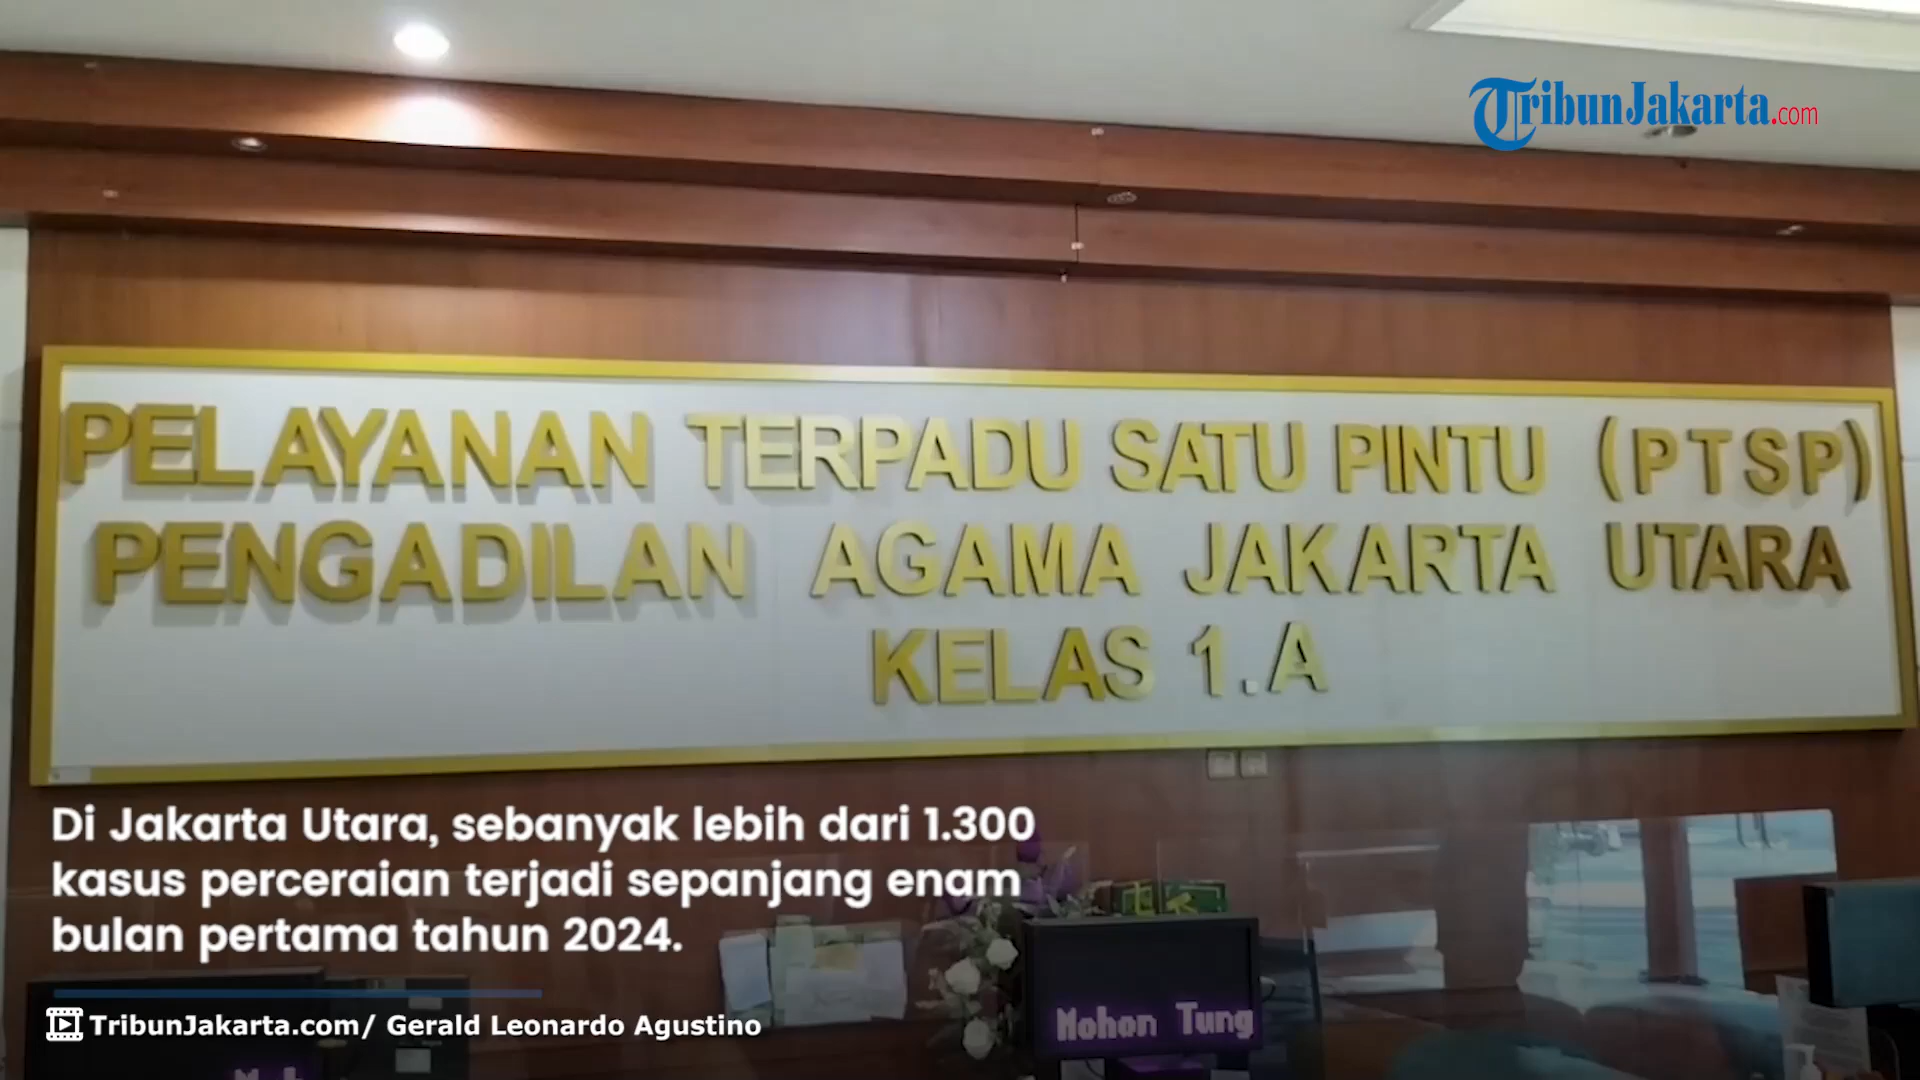 TribunJakarta.com
PELAYANAN TERPADU SATU PINTU (PTSP)
PENGADILAN AGAMA JAKARTA UTARA
KELAS 1.A
Di Jakarta Utara, sebanyak lebih dari 1.300
kasus perceraian terjadi sepanjang enam
bulan pertama tahun 2024.
TribunJakarta.com/ Gerald Leonardo Agustino
Mohon Tung